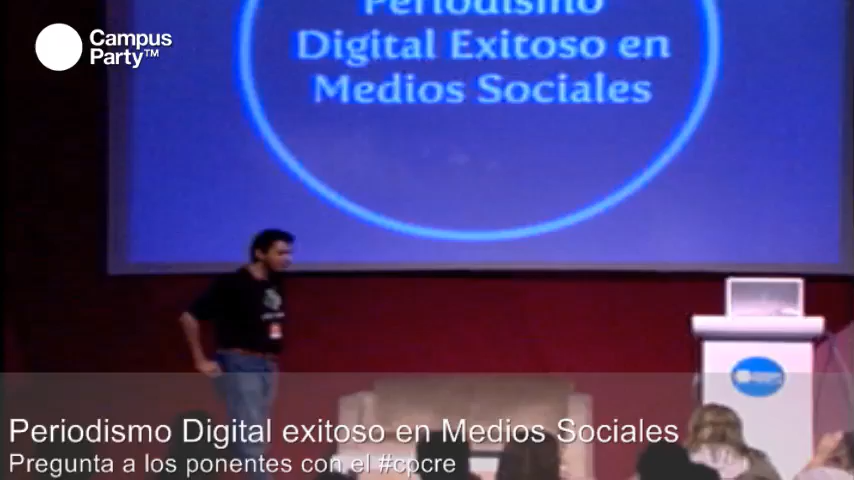 Campus
Party™
Periodismo
Digital Exitoso en
Medios Sociales
Periodismo Digital exitoso en Medios Sociales
Pregunta a los ponentes con el #cpcre